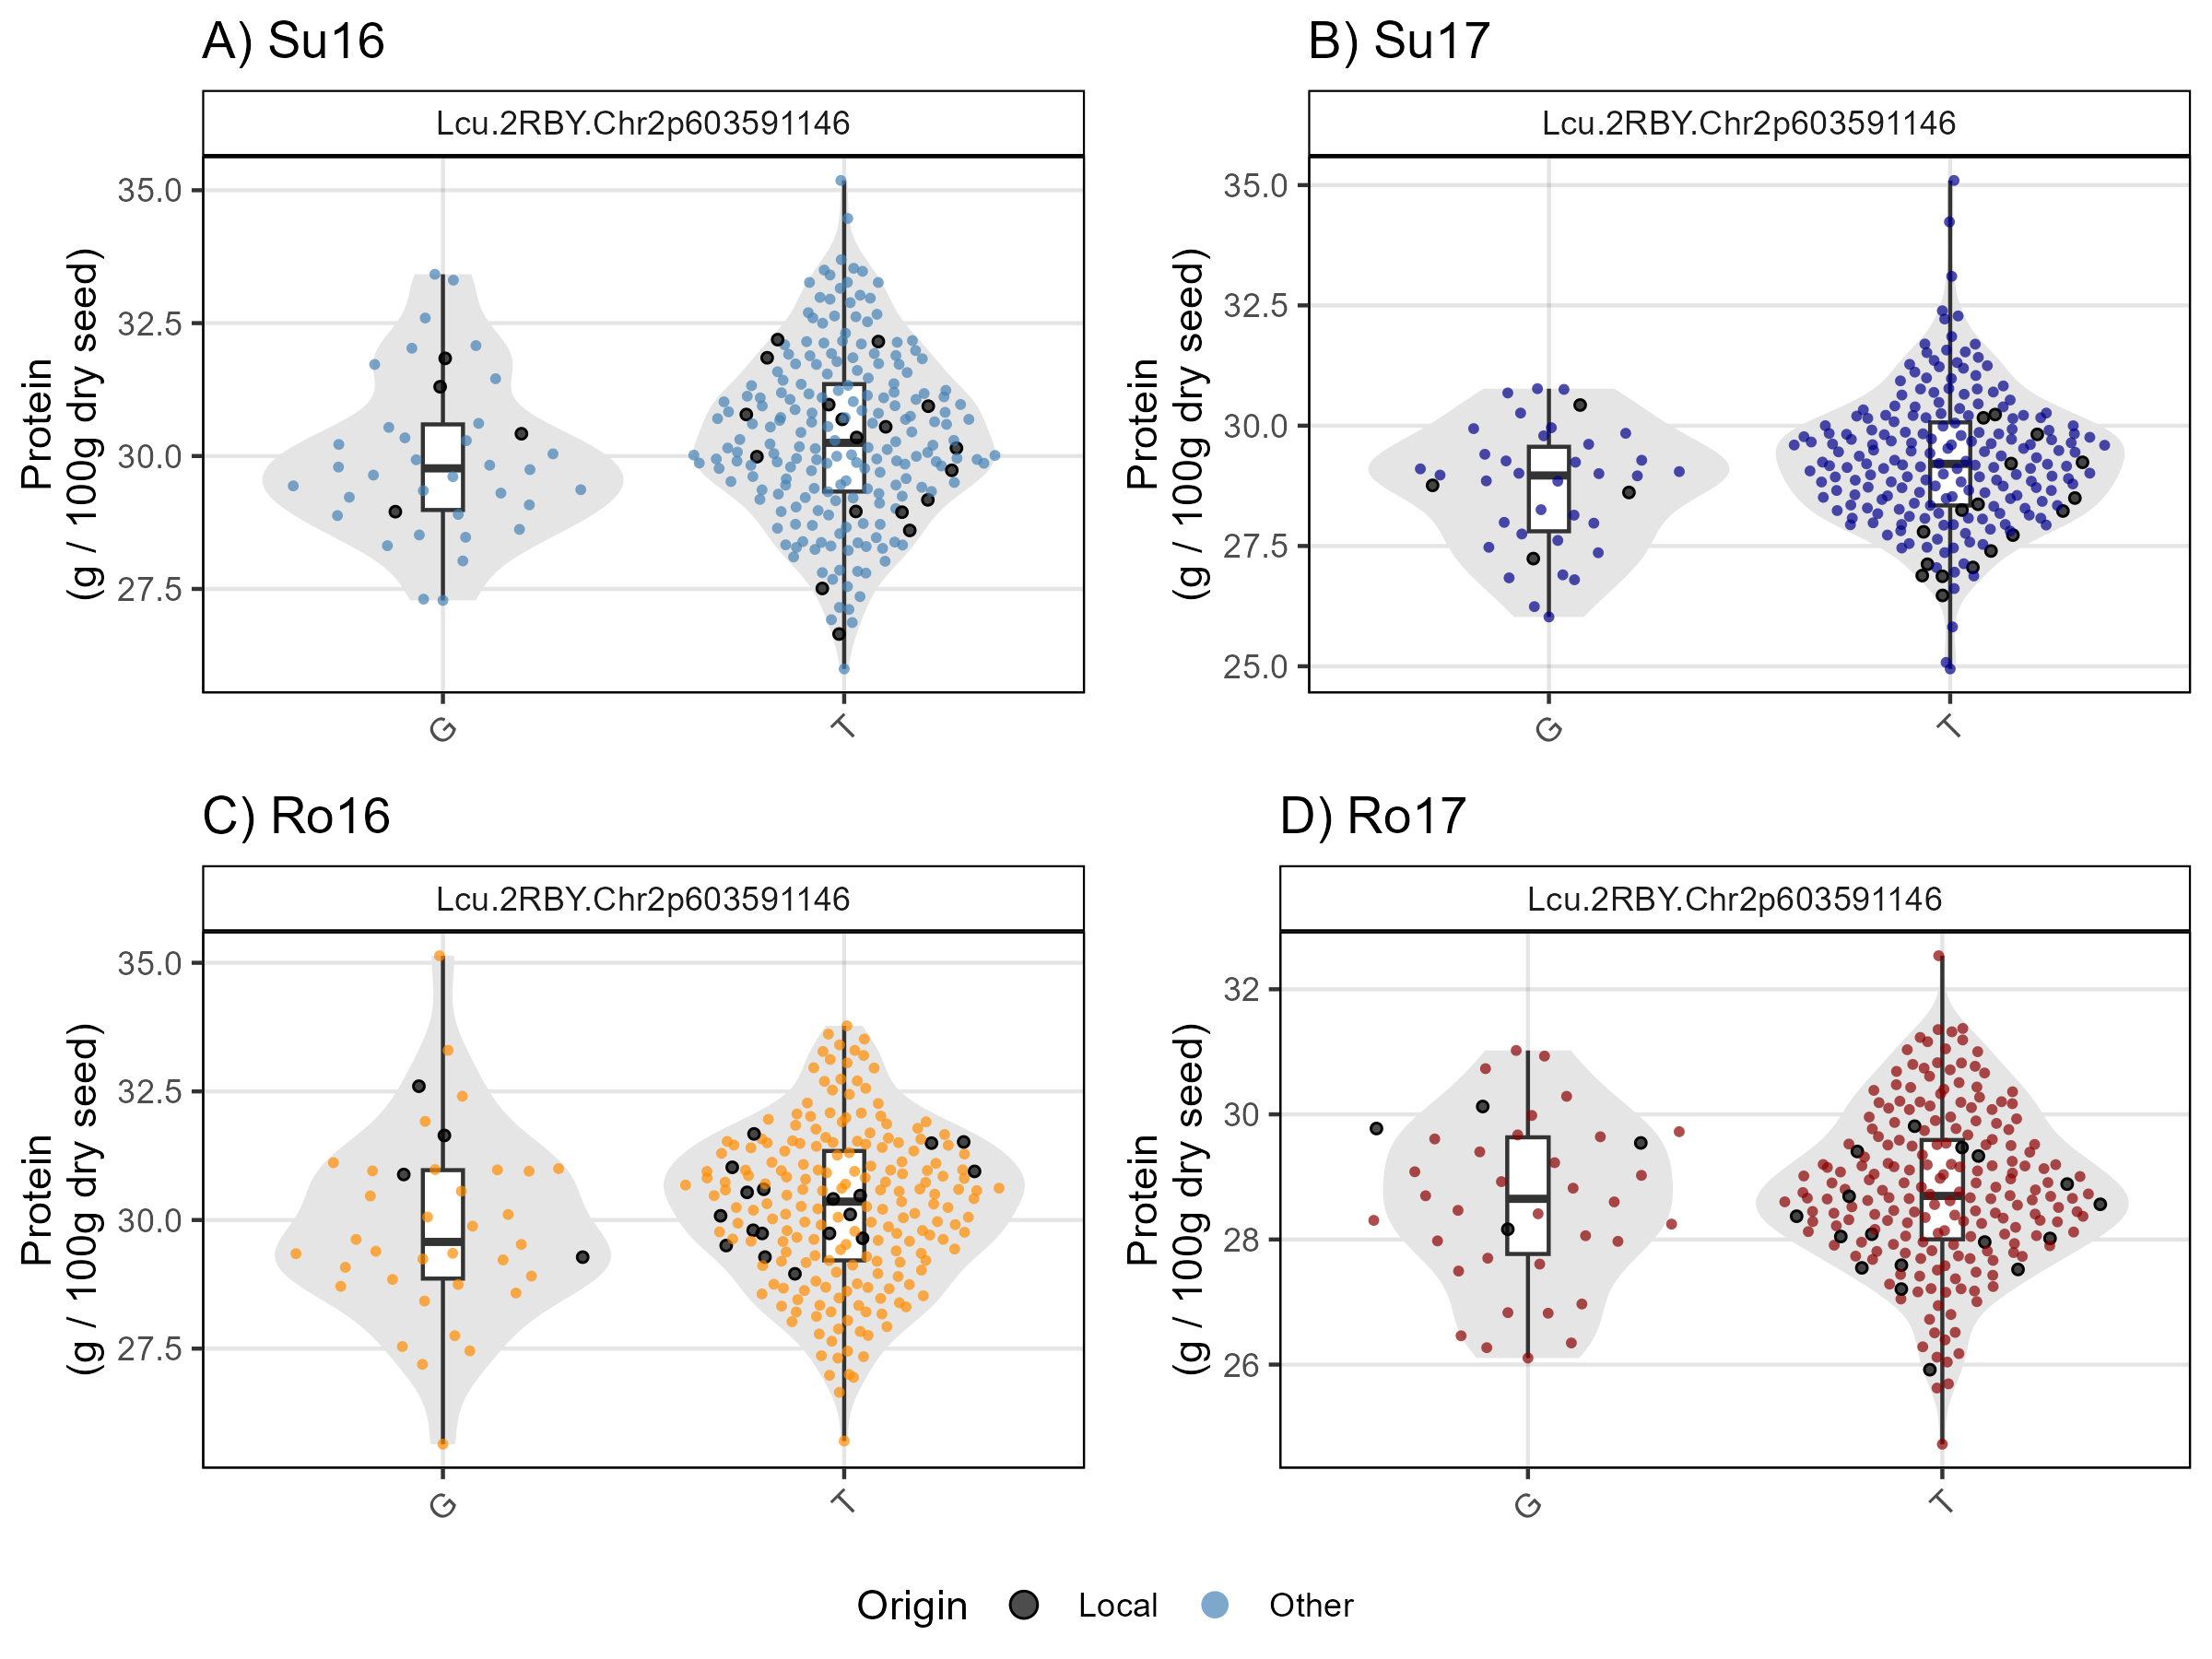 A) Su16
Lcu.2RBY.Chr2p603591146
Protein
(g / 100g dry seed)
35.0
32.5
30.0
27.5
G
T
B) Su17
Lcu.2RBY.Chr2p603591146
Protein
(g / 100g dry seed)
35.0
32.5
30.0
27.5
25.0
G
T
C) Ro16
Lcu.2RBY.Chr2p603591146
Protein
(g / 100g dry seed)
35.0
32.5
30.0
27.5
G
T
D) Ro17
Lcu.2RBY.Chr2p603591146
Protein
(g / 100g dry seed)
32
30
28
26
G
T
Origin Local Other